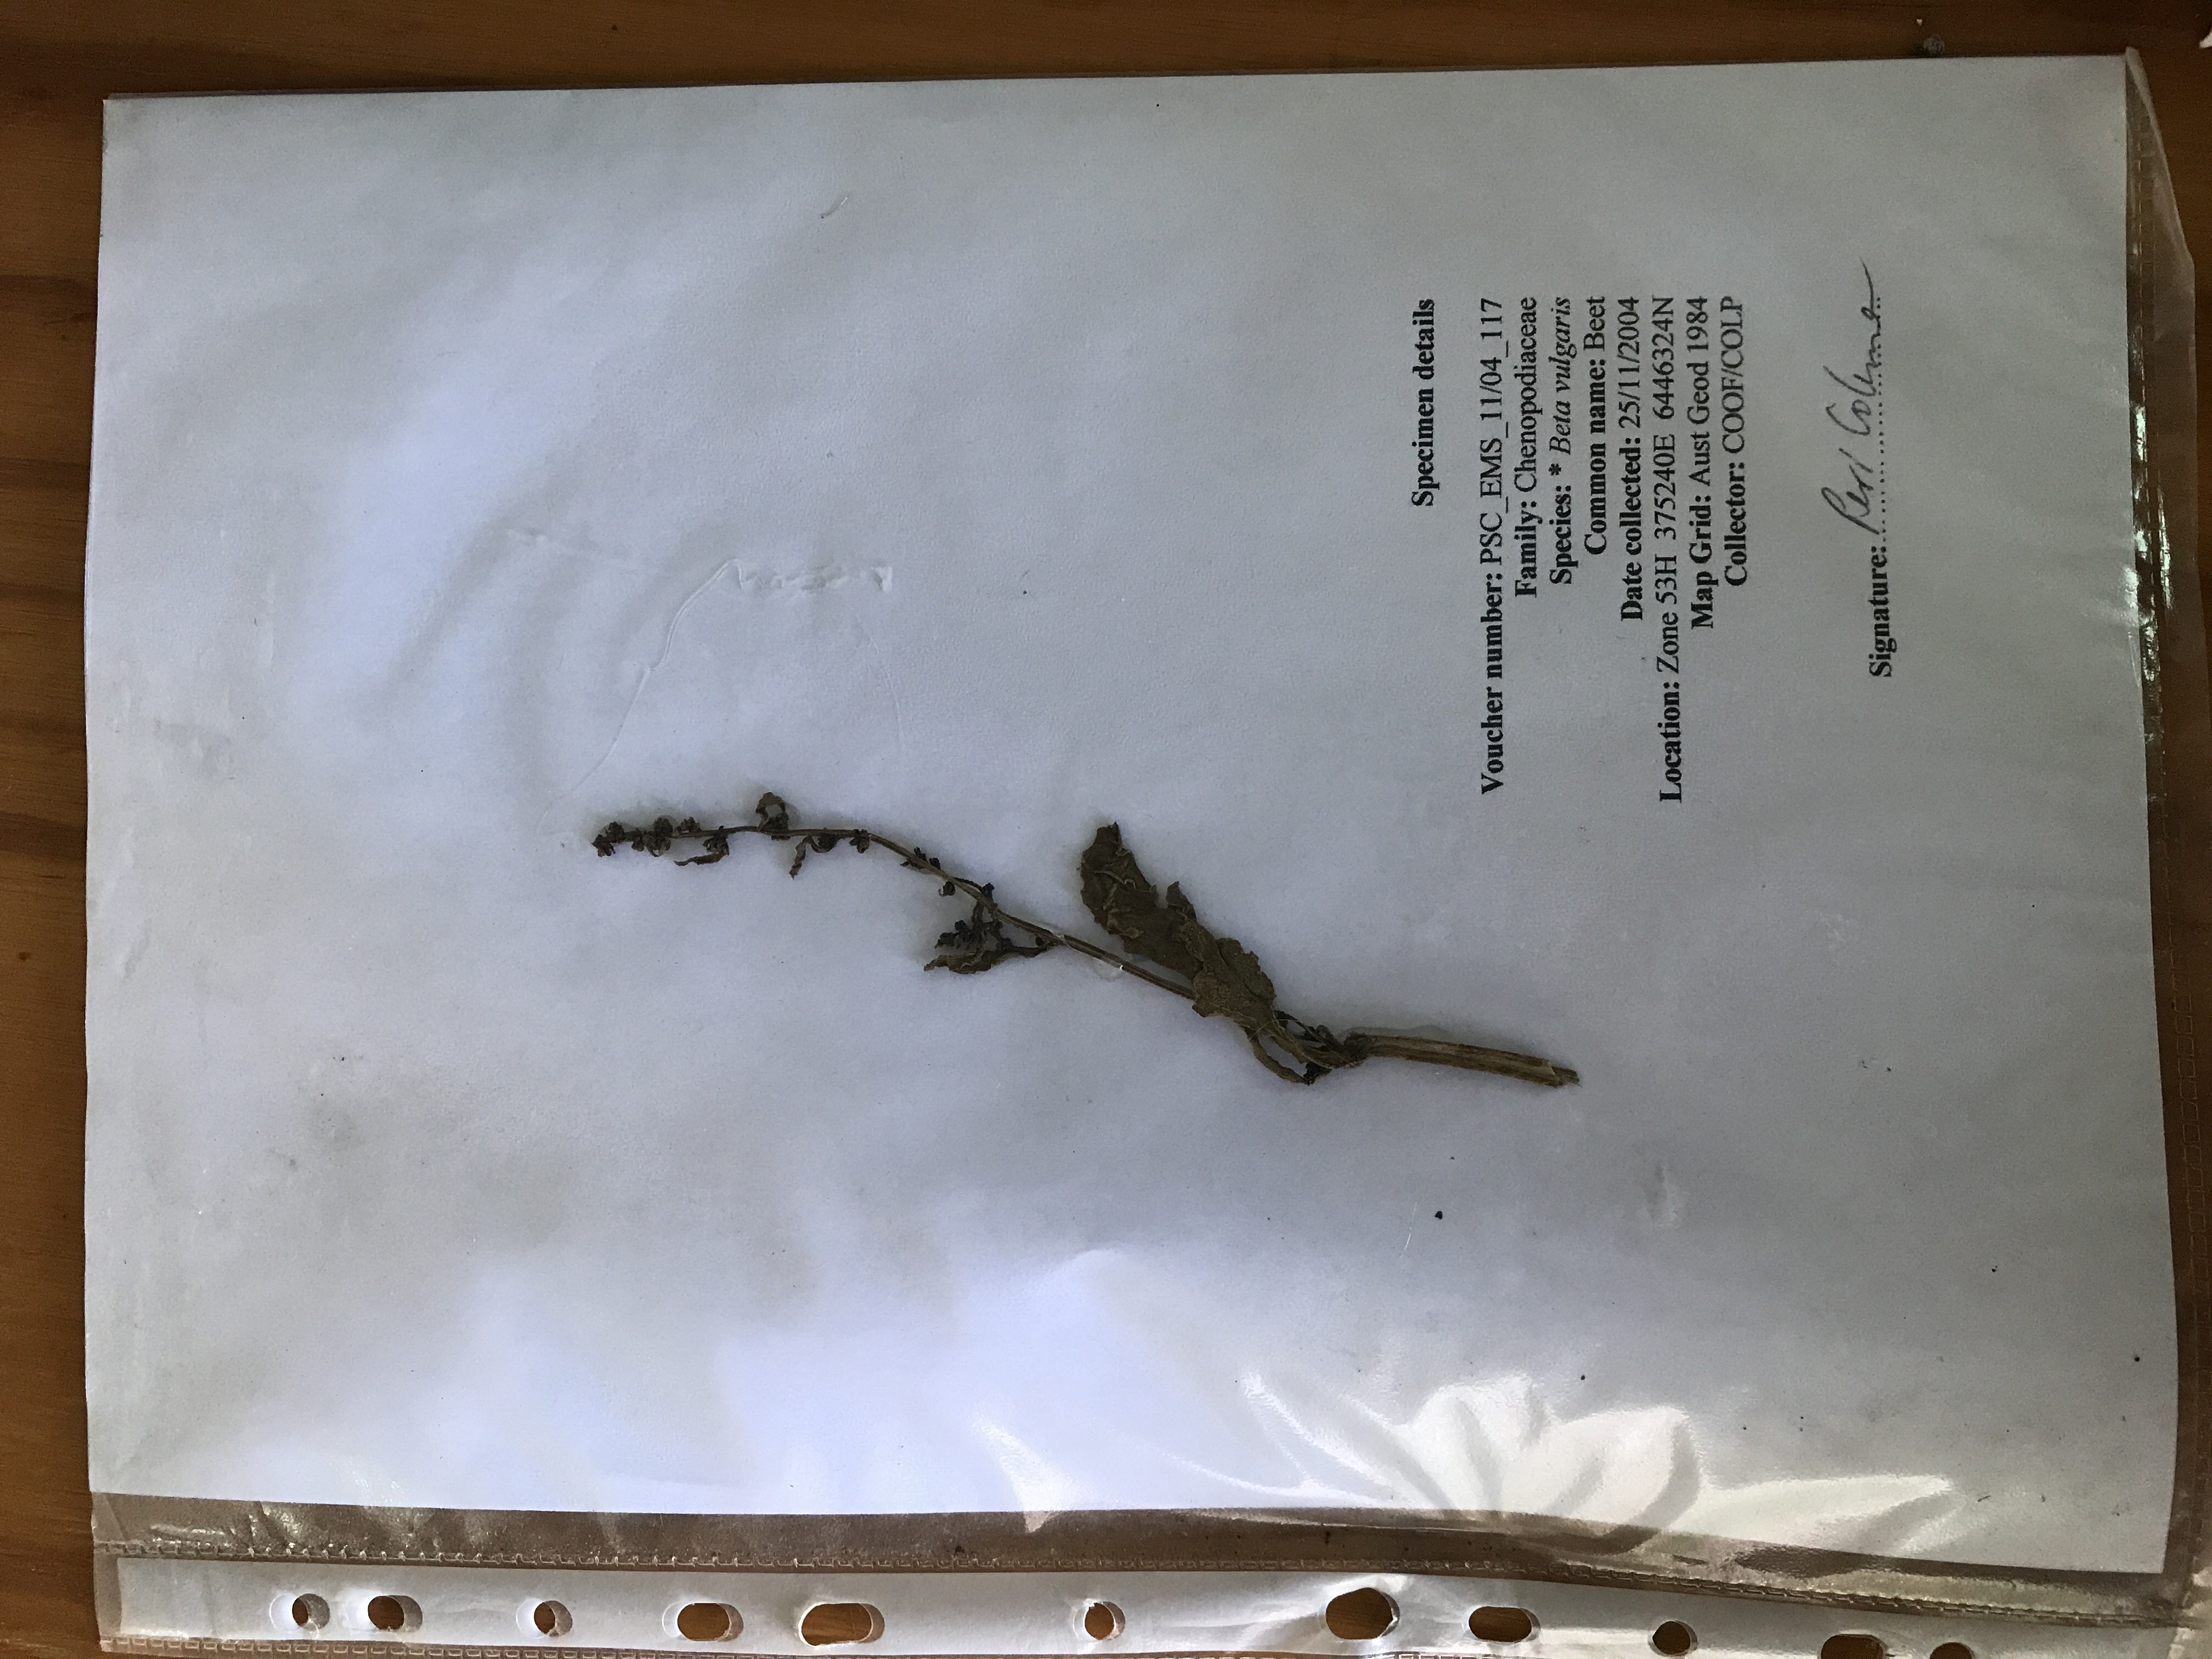 Specimen details
Voucher number: PSC_EMS_11/04_117
Family: Chenopodiaceae
Species: * Beta vulgaris
Common name: Beet
Date collected: 25/11/2004
Location: Zone 53H 375240E 6446324N
Map Grid: Aust Geod 1984
Collector: COOF/COLP
Signature: Peri Coleman